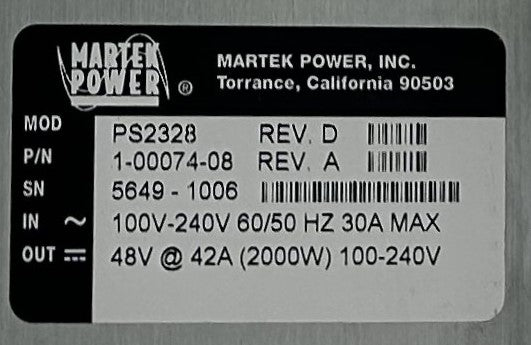 MARTEK POWER ®
MARTEK POWER, INC.
Torrance, California 90503
MOD PS2328 REV. D
P/N 1-00074-08 REV. A
SN 5649 - 1006
IN ~ 100V-240V 60/50 HZ 30A MAX
OUT ⎓ 48V @ 42A (2000W) 100-240V